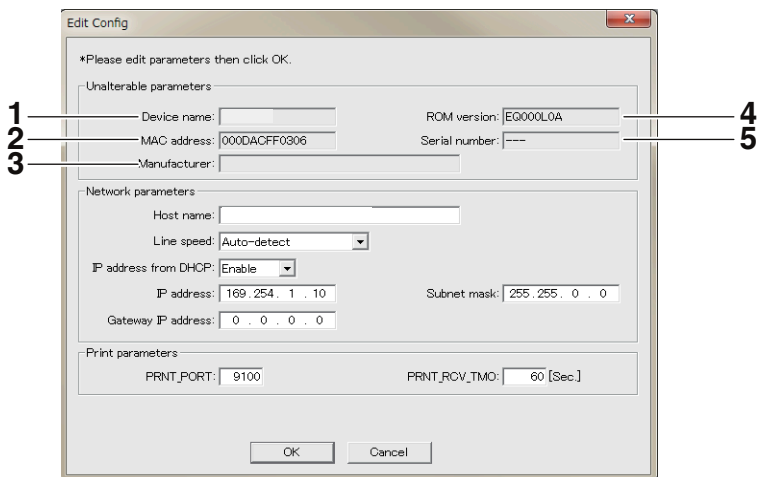 Edit Config
*Please edit parameters then click OK.
Unalterable parameters
1 Device name: ROM version: EQ000L0A 4
2 MAC address: 000DACFF0306 Serial number: --- 5
3 Manufacturer:
Network parameters
Host name:
Line speed: Auto-detect
IP address from DHCP: Enable
IP address: 169.254. 1 . 10 Subnet mask: 255.255. 0 . 0
Gateway IP address: 0 . 0 . 0 . 0
Print parameters
PRNT_PORT: 9100 PRNT_RCV_TMO: 60 [Sec.]
OK Cancel